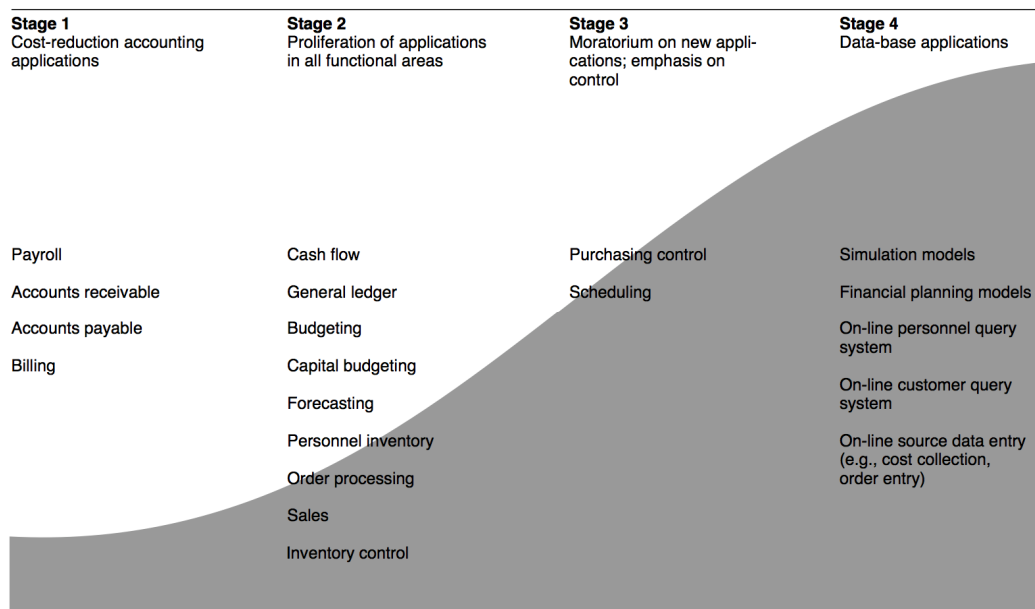 Stage 1
Cost-reduction accounting
applications
Payroll
Accounts receivable
Accounts payable
Billing
Stage 2
Proliferation of applications
in all functional areas
Cash flow
General ledger
Budgeting
Capital budgeting
Forecasting
Personnel inventory
Order processing
Sales
Inventory control
Stage 3
Moratorium on new appli-
cations; emphasis on
control
Purchasing control
Scheduling
Stage 4
Data-base applications
Simulation models
Financial planning models
On-line personnel query
system
On-line customer query
system
On-line source data entry
(e.g., cost collection,
order entry)